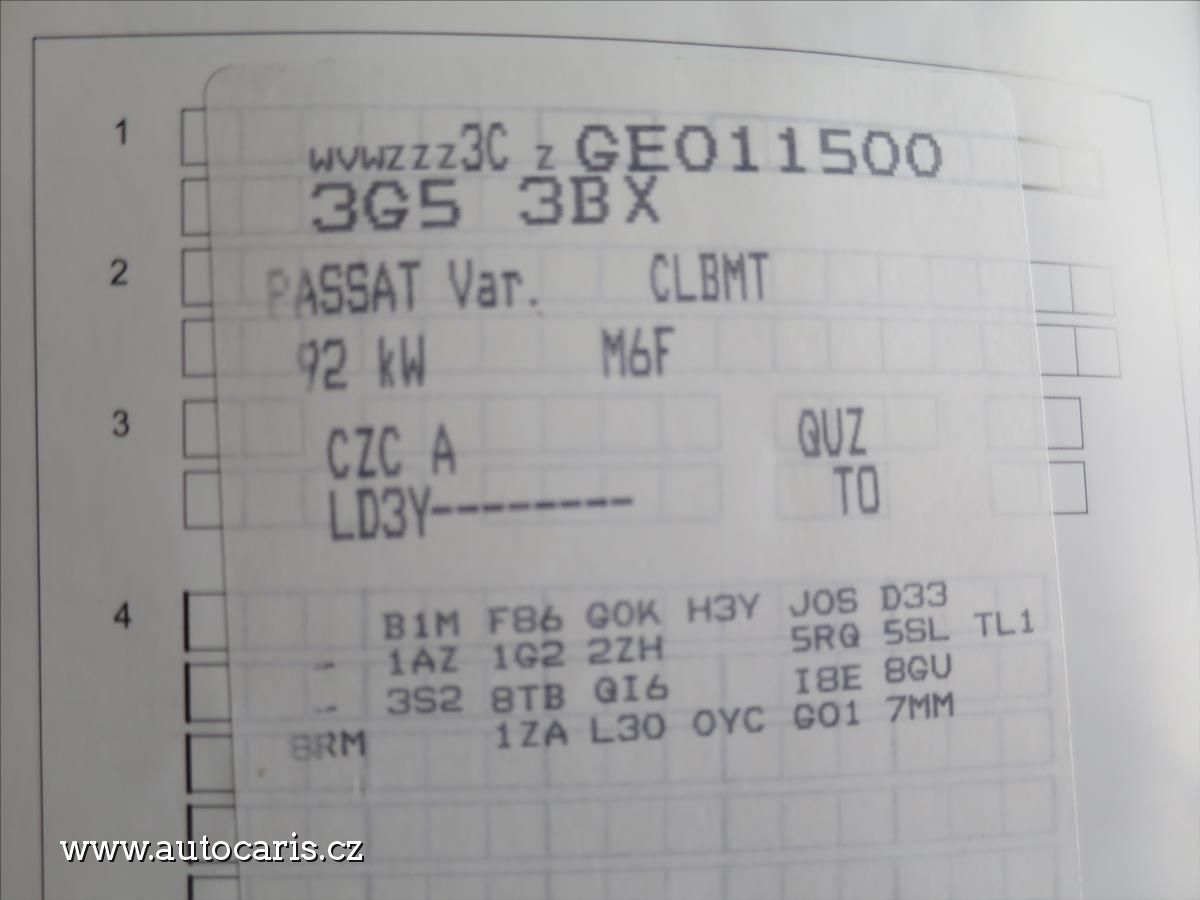 1
wvwzzz3C z GE011500
3G5 3BX
2
PASSAT Var. CLBMT
92 kW M6F
3
CZC A QUZ
LD3Y--------- TO
4
B1M F86 G0K H3Y J0S D33
- 1AZ 1G2 2ZH 5RQ 5SL TL1
- 3S2 8TB QI6 I8E 8GU
8RM 1ZA L30 0YC G01 7MM
www.autocaris.cz